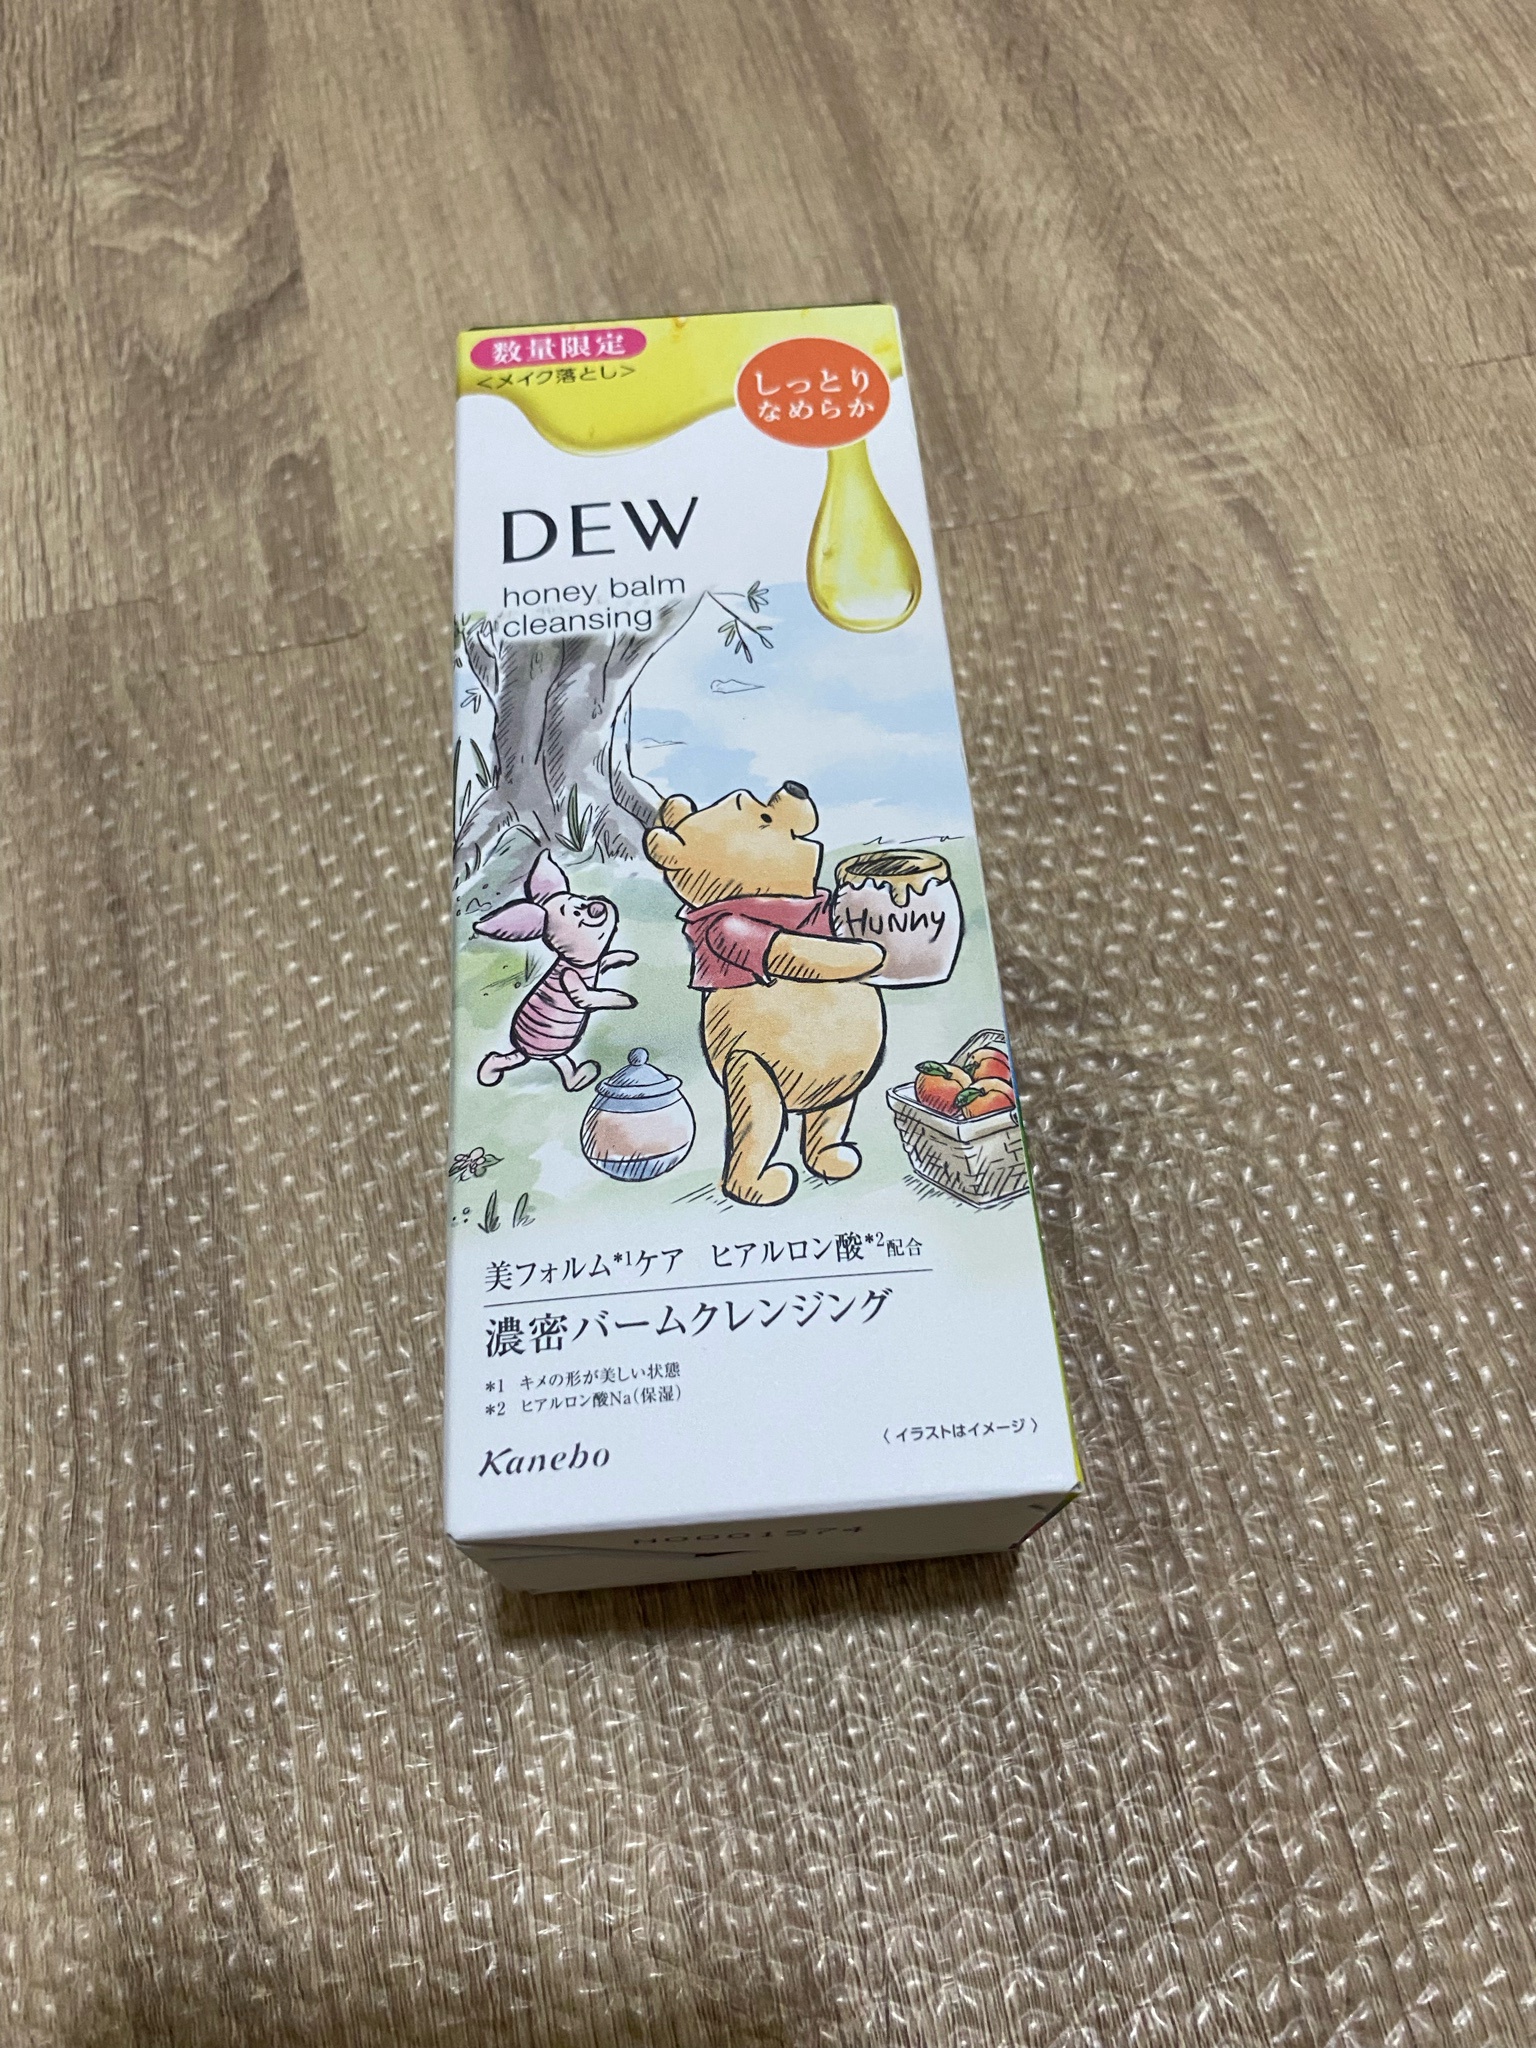 数量限定
<メイク落とし>
しっとり
なめらか
DEW
honey balm
cleansing
HUNNY
美フォルム*1ケア ヒアルロン酸*2配合
濃密バームクレンジング
*1 キメの形が美しい状態
*2 ヒアルロン酸Na(保湿)
〈イラストはイメージ〉
Kanebo
H0001574